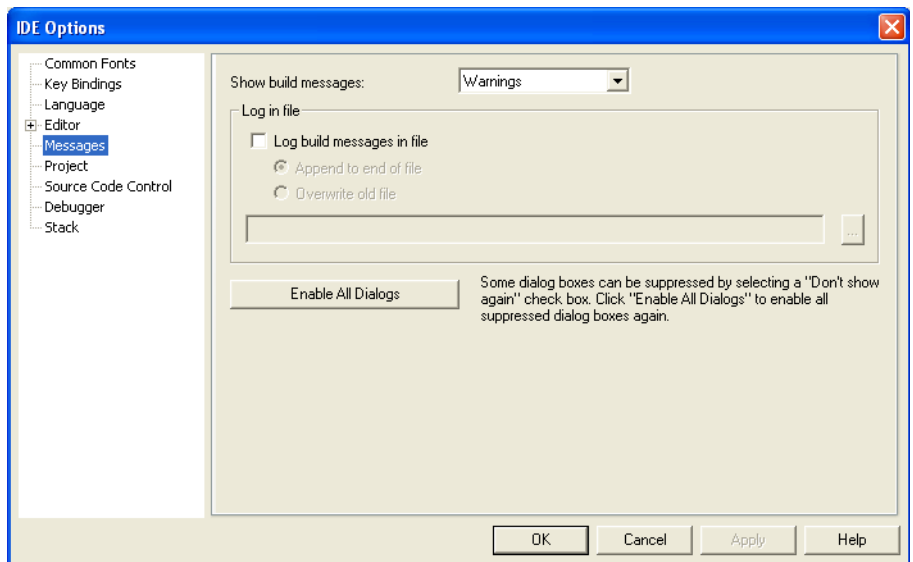 IDE Options
Common Fonts
Key Bindings
Language
Editor
Messages
Project
Source Code Control
Debugger
Stack
Show build messages:
Warnings
Log in file
Log build messages in file
Append to end of file
Overwrite old file
...
Enable All Dialogs
Some dialog boxes can be suppressed by selecting a "Don't show
again" check box. Click "Enable All Dialogs" to enable all
suppressed dialog boxes again.
OK
Cancel
Apply
Help